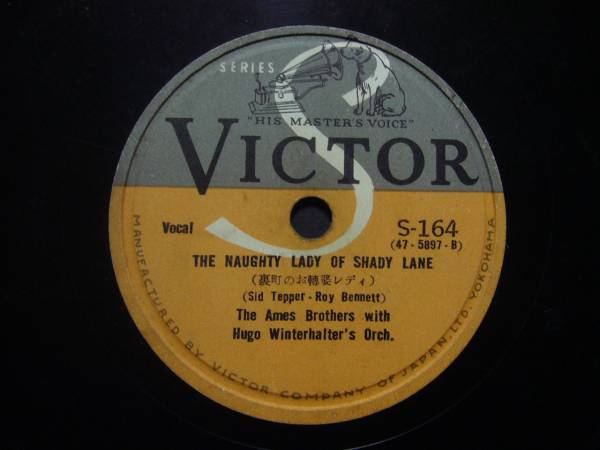 SERIES
S
"HIS MASTER'S VOICE"
VICTOR
Vocal
S-164
(47-5897-B)
THE NAUGHTY LADY OF SHADY LANE
(裏町のお轉婆レディ)
(Sid Tepper - Roy Bennett)
The Ames Brothers with
Hugo Winterhalter's Orch.
MANUFACTURED BY VICTOR COMPANY OF JAPAN, LTD. YOKOHAMA